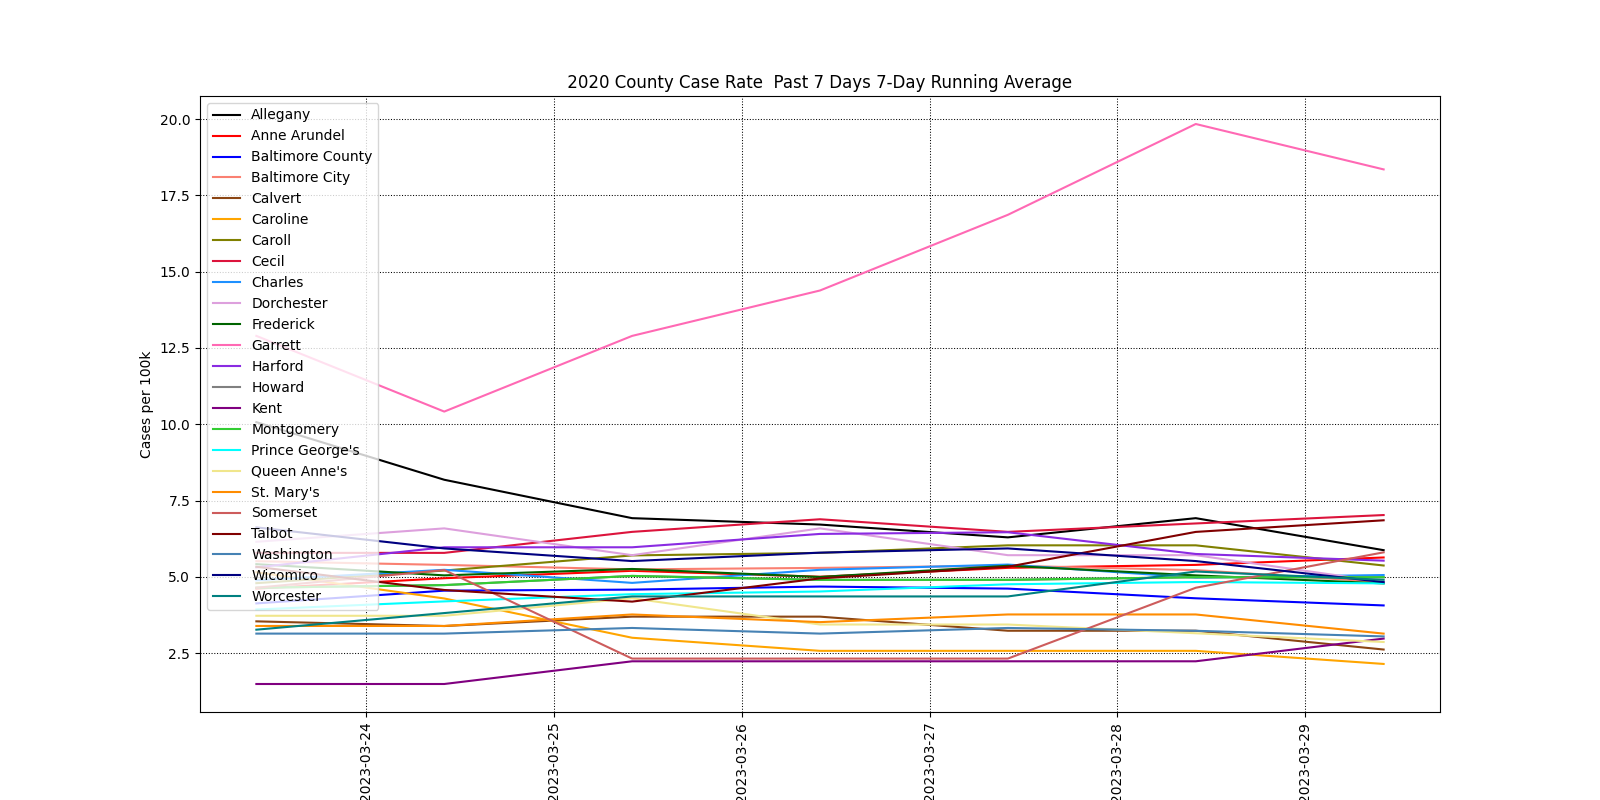 2020 County Case Rate  Past 7 Days 7-Day Running Average
Cases per 100k
20.0
17.5
15.0
12.5
10.0
7.5
5.0
2.5
Allegany
Anne Arundel
Baltimore County
Baltimore City
Calvert
Caroline
Caroll
Cecil
Charles
Dorchester
Frederick
Garrett
Harford
Howard
Kent
Montgomery
Prince George's
Queen Anne's
St. Mary's
Somerset
Talbot
Washington
Wicomico
Worcester
2023-03-24
2023-03-25
2023-03-26
2023-03-27
2023-03-28
2023-03-29